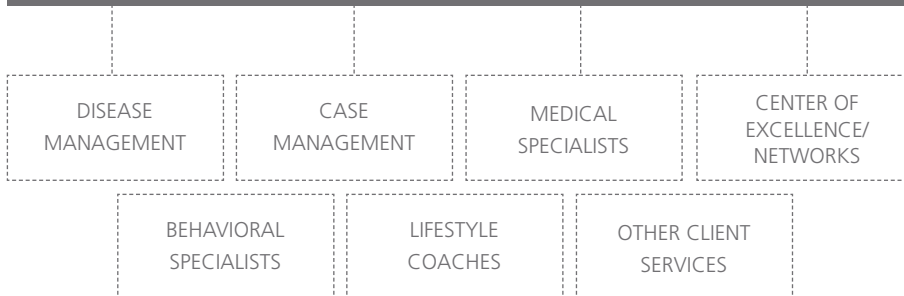 DISEASE
MANAGEMENT
CASE
MANAGEMENT
MEDICAL
SPECIALISTS
CENTER OF
EXCELLENCE/
NETWORKS
BEHAVIORAL
SPECIALISTS
LIFESTYLE
COACHES
OTHER CLIENT
SERVICES